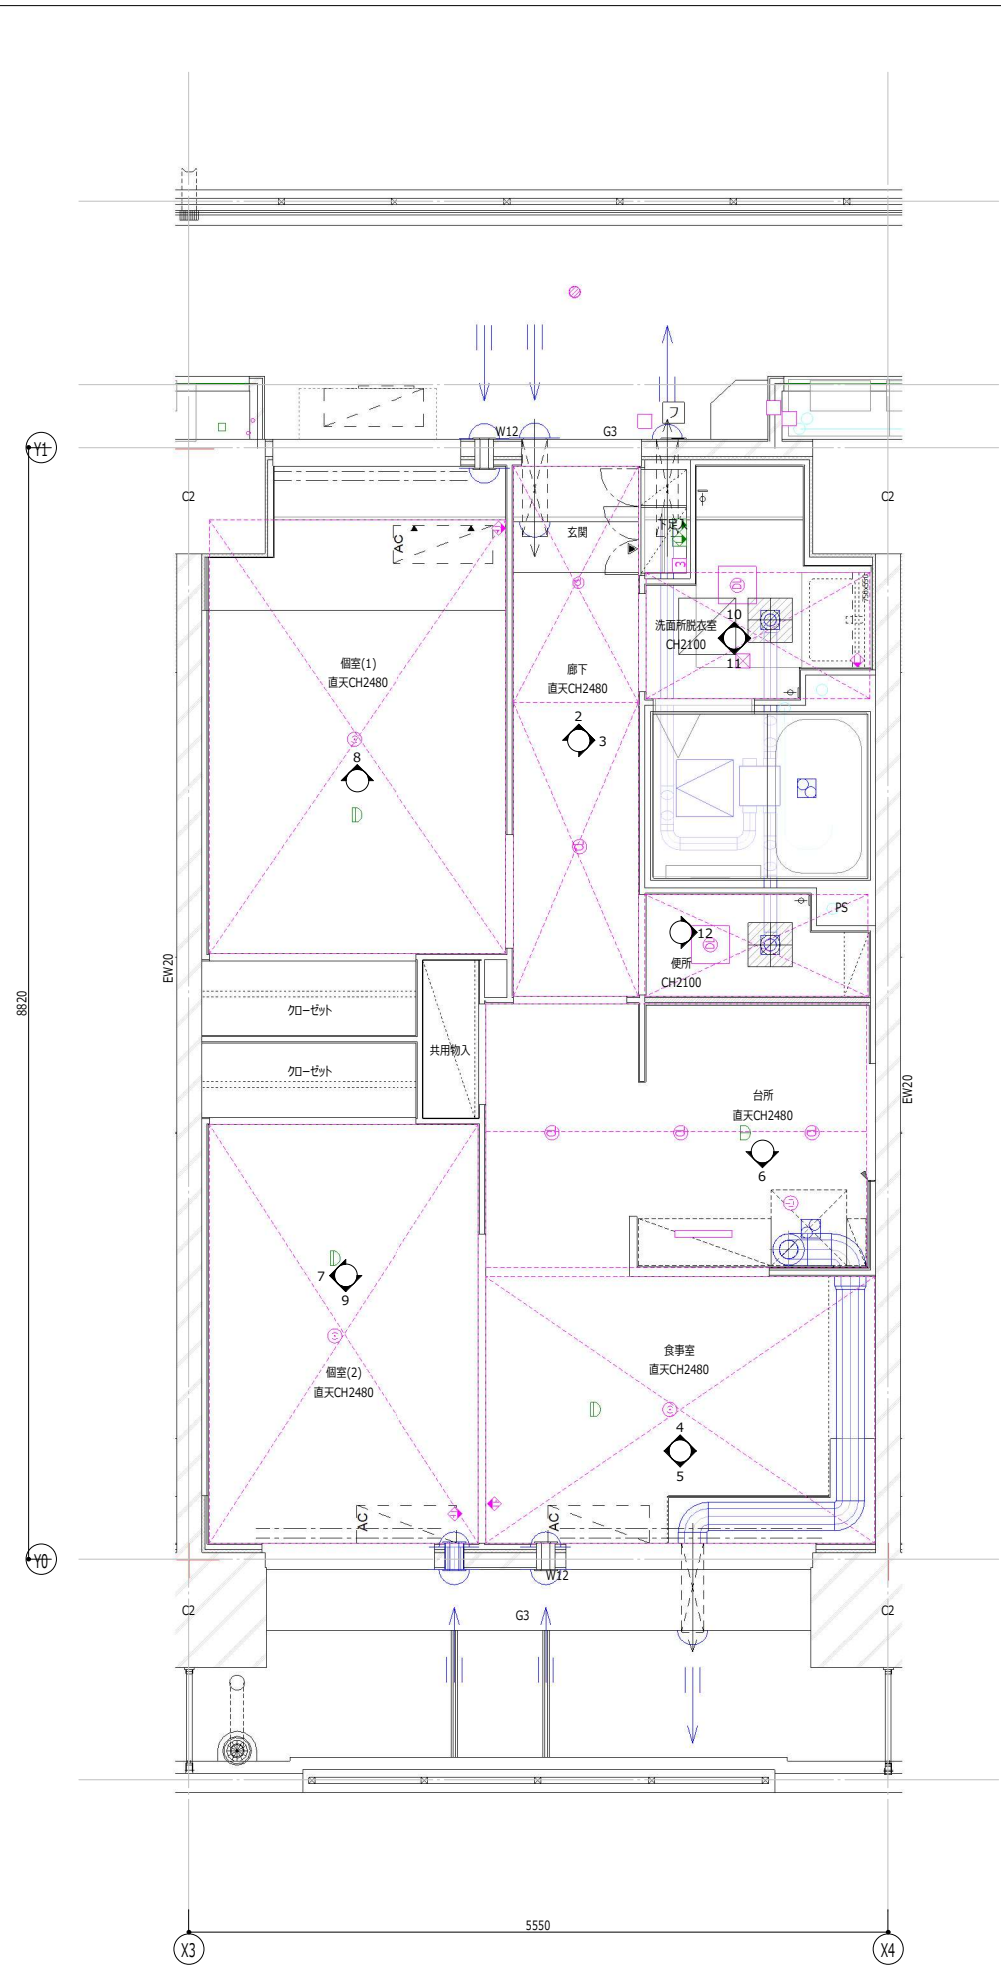 W12
G3
フ
Y1
C2
C2
AC
玄関
下足入
3
洗面所脱衣室
CH2100
10
11
750x600
個室(1)
直天CH2480
8
廊下
直天CH2480
2
3
12
便所
CH2100
PS
EW20
8820
クローゼット
クローゼット
共用物入
台所
直天CH2480
6
EW20
7
9
個室(2)
直天CH2480
食事室
直天CH2480
4
5
AC
AC
Y0
W12
G3
C2
C2
5550
X3
X4